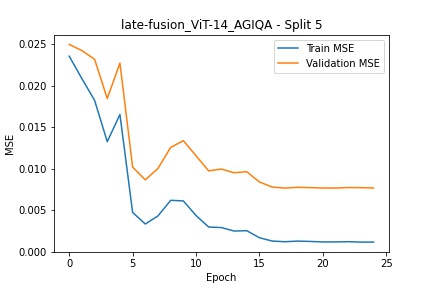 late-fusion_ViT-14_AGIQA - Split 5
Train MSE
Validation MSE
MSE
0.025
0.020
0.015
0.010
0.005
0.000
0 5 10 15 20 25
Epoch